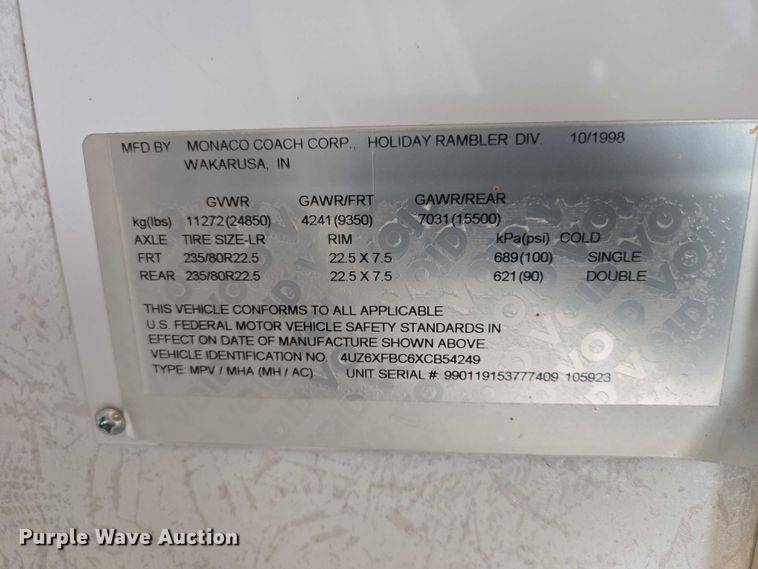 MFD BY MONACO COACH CORP., HOLIDAY RAMBLER DIV. 10/1998
WAKARUSA, IN
GVWR GAWR/FRT GAWR/REAR
kg(lbs) 11272(24850) 4241(9350) 7031(15500)
AXLE TIRE SIZE-LR RIM kPa(psi) COLD
FRT 235/80R22.5 22.5 X 7.5 689(100) SINGLE
REAR 235/80R22.5 22.5 X 7.5 621(90) DOUBLE
THIS VEHICLE CONFORMS TO ALL APPLICABLE
U.S. FEDERAL MOTOR VEHICLE SAFETY STANDARDS IN
EFFECT ON DATE OF MANUFACTURE SHOWN ABOVE.
VEHICLE IDENTIFICATION NO. 4UZ6XFBC6XCB54249
TYPE: MPV / MHA (MH / AC) UNIT SERIAL #: 990119153777409 105923
Purple Wave Auction